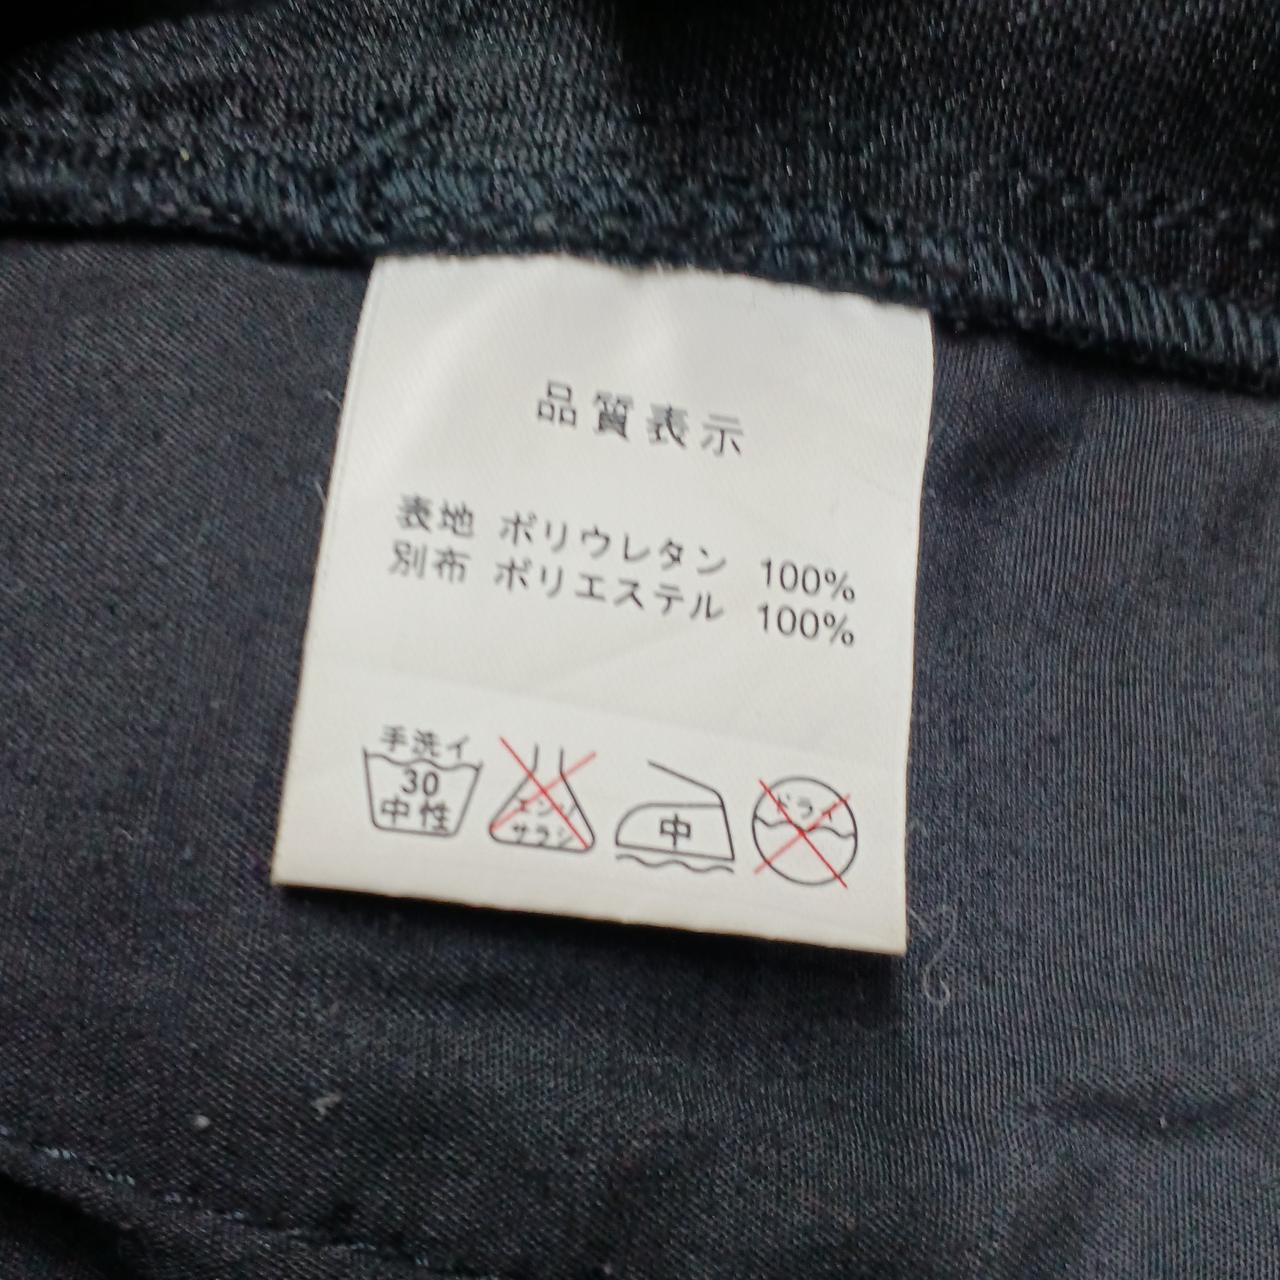 品質表示
表地 ポリウレタン 100%
別布 ポリエステル 100%
手洗イ
30
中性
エンソ
サラシ
中
ドライ